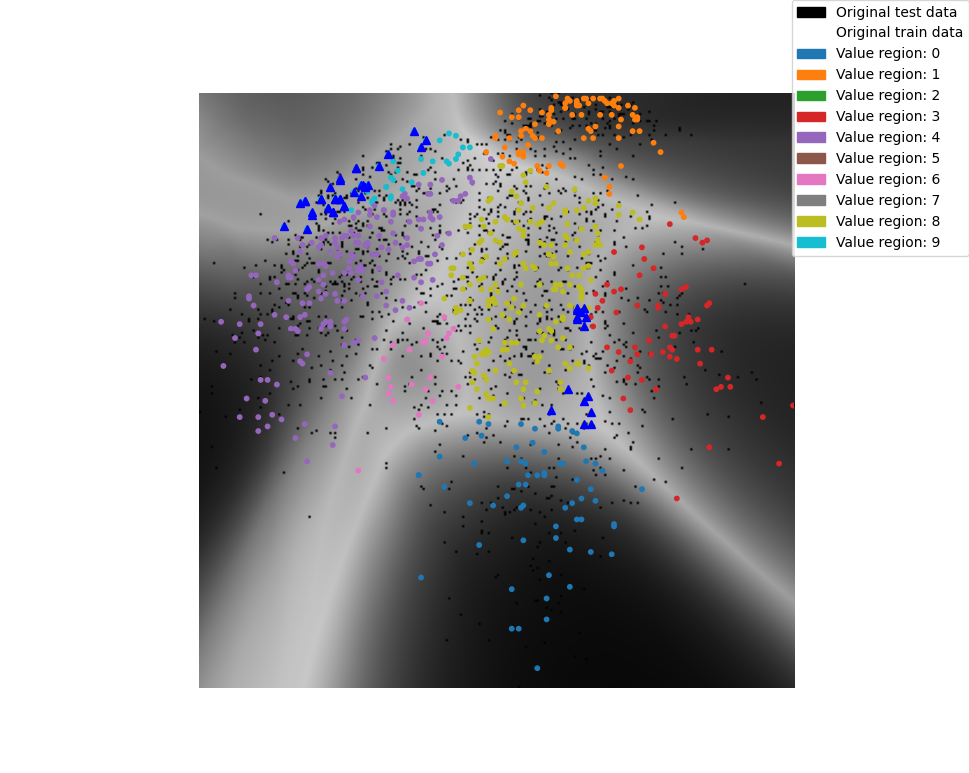 Original test data
Original train data
Value region: 0
Value region: 1
Value region: 2
Value region: 3
Value region: 4
Value region: 5
Value region: 6
Value region: 7
Value region: 8
Value region: 9